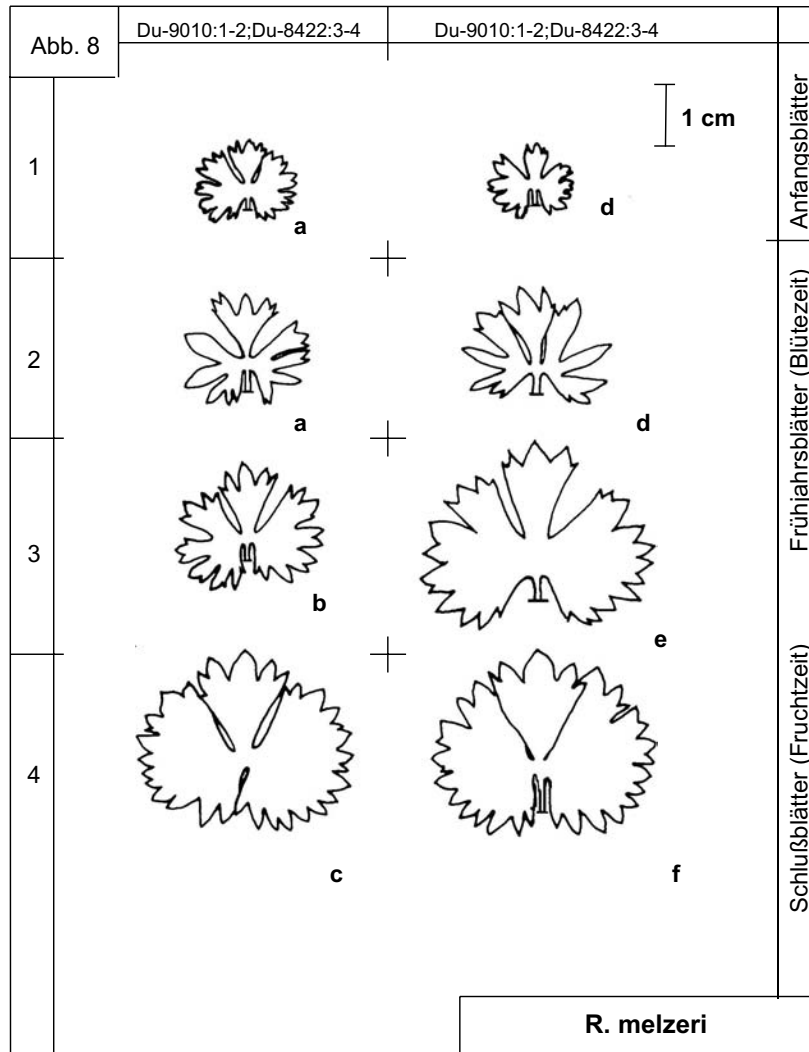 Abb. 8
Du-9010:1-2;Du-8422:3-4
Du-9010:1-2;Du-8422:3-4
1 cm
Anfangsblätter
1
a
d
Frühjahrsblätter (Blütezeit)
2
a
d
3
b
e
Schlußblätter (Fruchtzeit)
4
c
f
R. melzeri